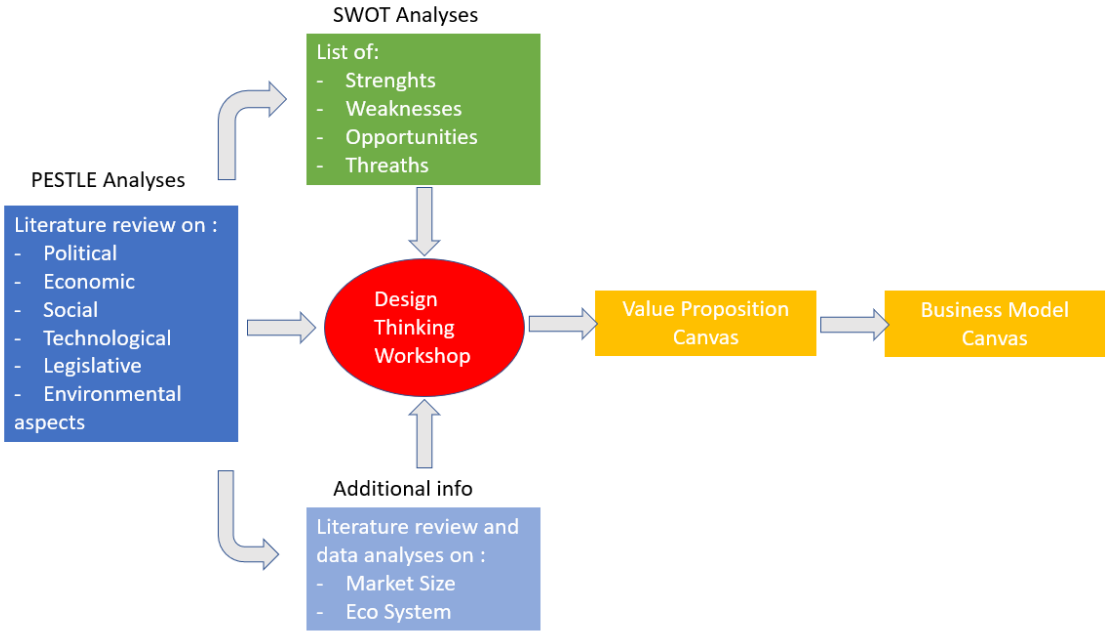 SWOT Analyses
List of:
- Strenghts
- Weaknesses
- Opportunities
- Threaths
PESTLE Analyses
Literature review on :
- Political
- Economic
- Social
- Technological
- Legislative
- Environmental
aspects
Design
Thinking
Workshop
Value Proposition
Canvas
Business Model
Canvas
Additional info
Literature review and
data analyses on :
- Market Size
- Eco System